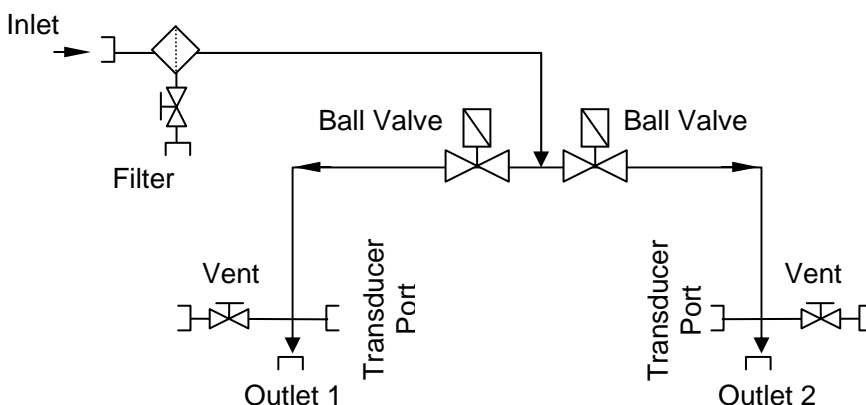 Inlet
Ball Valve
Ball Valve
Filter
Vent
Transducer
Port
Transducer
Port
Vent
Outlet 1
Outlet 2